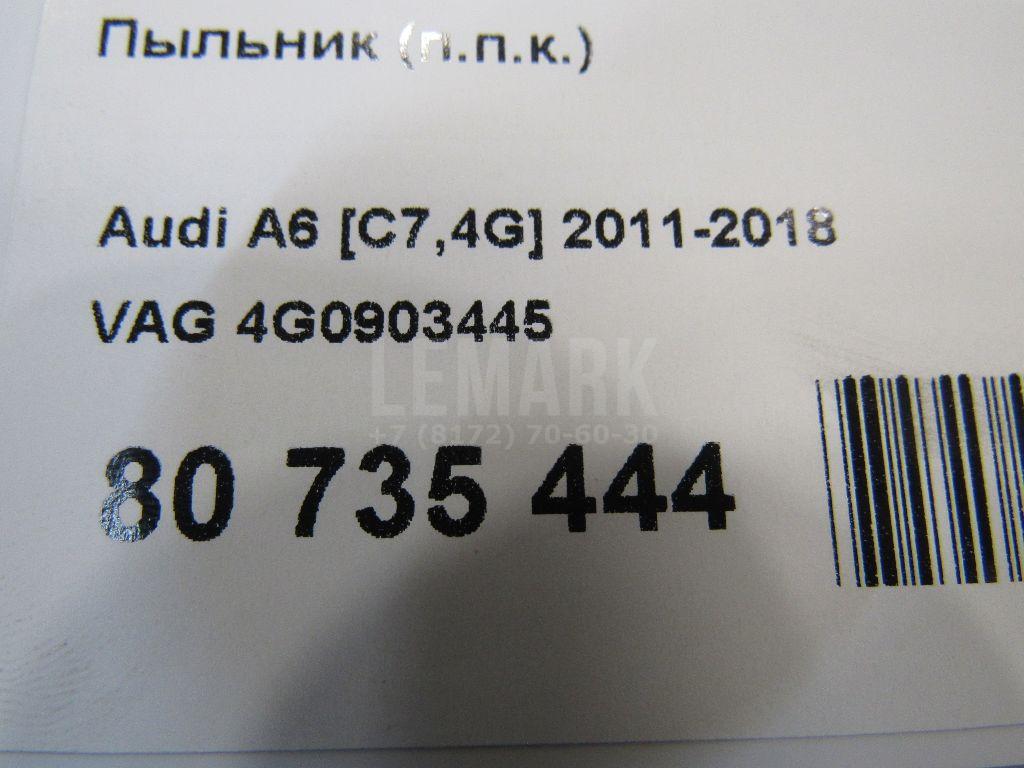 Пыльник (п.п.к.)
Audi A6 [C7,4G] 2011-2018
VAG 4G0903445
LEMARK
+7 (8172) 70-60-30
80 735 444